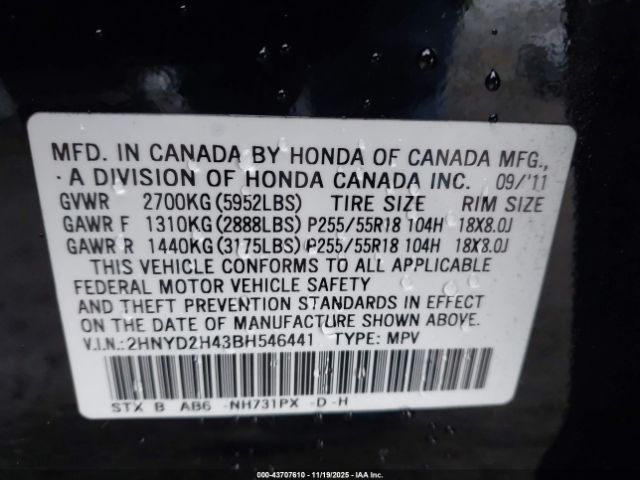 MFD. IN CANADA BY HONDA OF CANADA MFG.,
A DIVISION OF HONDA CANADA INC. 09/'11
GVWR 2700KG(5952LBS) TIRE SIZE RIM SIZE
GAWR F 1310KG(2888LBS) P255/55R18 104H 18X8.0J
GAWR R 1440KG(3175LBS) P255/55R18 104H 18X8.0J
THIS VEHICLE CONFORMS TO ALL APPLICABLE
FEDERAL MOTOR VEHICLE SAFETY
AND THEFT PREVENTION STANDARDS IN EFFECT
ON THE DATE OF MANUFACTURE SHOWN ABOVE.
V.I.N.:2HNYD2H43BH546441 TYPE: MPV
STX B AB6 -NH731PX -D -H
000-43707610 - 11/19/2025 - IAA Inc.